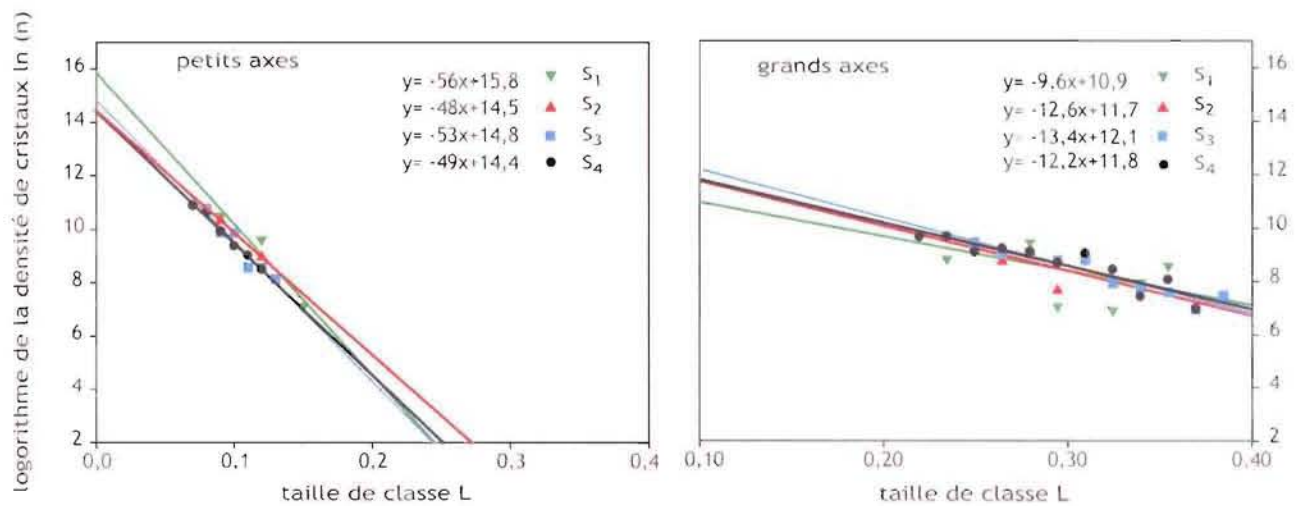 logorithme de la densité de cristaux ln (n)
petits axes
y= -56x+15,8 S1
y= -48x+14,5 S2
y= -53x+14,8 S3
y= -49x+14,4 S4
16
14
12
10
8
6
4
2
0,0 0,1 0,2 0,3 0,4
taille de classe L
grands axes
y= -9,6x+10,9 S1
y= -12,6x+11,7 S2
y= -13,4x+12,1 S3
y= -12,2x+11,8 S4
16
14
12
10
8
6
4
2
0,10 0,20 0,30 0,40
taille de classe L